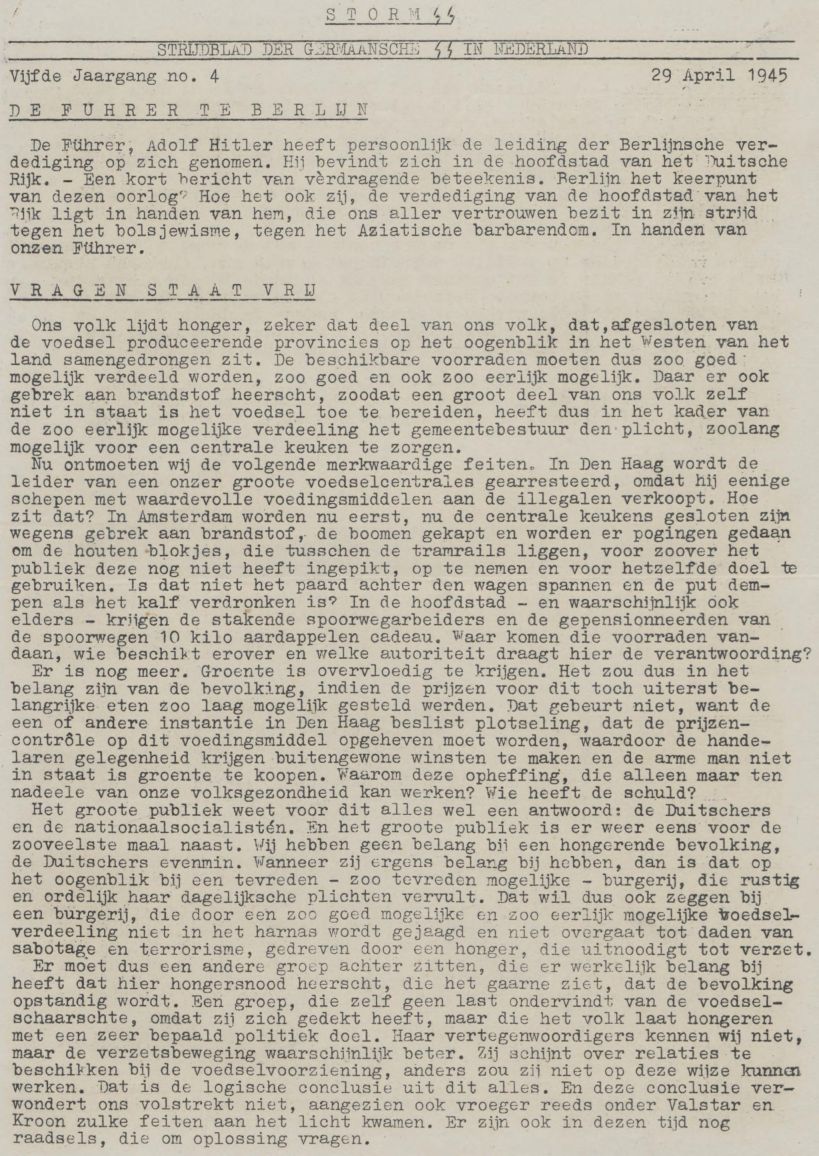 STORM SS
STRIJDBLAD DER GERMAANSCHE SS IN NEDERLAND
Vijfde Jaargang no. 4 29 April 1945
DE FUHRER TE BERLIJN
De Führer, Adolf Hitler heeft persoonlijk de leiding der Berlijnsche ver-
dediging op zich genomen. Hij bevindt zich in de hoofdstad van het Duitsche
Rijk. - Een kort bericht van vèrdragende beteekenis. Berlijn het keerpunt
van dezen oorlog? Hoe het ook zij, de verdediging van de hoofdstad van het
Rijk ligt in handen van hem, die ons aller vertrouwen bezit in zijn strijd
tegen het bolsjewisme, tegen het Aziatische barbarendom. In handen van
onzen Führer.
VRAGEN STAAT VRIJ
Ons volk lijdt honger, zeker dat deel van ons volk, dat,afgesloten van
de voedsel produceerende provincies op het oogenblik in het Westen van het
land samengedrongen zit. De beschikbare voorraden moeten dus zoo goed
mogelijk verdeeld worden, zoo goed en ook zoo eerlijk mogelijk. Daar er ook
gebrek aan brandstof heerscht, zoodat een groot deel van ons volk zelf
niet in staat is het voedsel toe te bereiden, heeft dus in het kader van
de zoo eerlijk mogelijke verdeeling het gemeentebestuur den plicht, zoolang
mogelijk voor een centrale keuken te zorgen.
Nu ontmoeten wij de volgende merkwaardige feiten. In Den Haag wordt de
leider van een onzer groote voedselcentrales gearresteerd, omdat hij eenige
schepen met waardevolle voedingsmiddelen aan de illegalen verkoopt. Hoe
zit dat? In Amsterdam worden nu eerst, nu de centrale keukens gesloten zijn
wegens gebrek aan brandstof, de boomen gekapt en worden er pogingen gedaan
om de houten blokjes, die tusschen de tramrails liggen, voor zoover het
publiek deze nog niet heeft ingepikt, op te nemen en voor hetzelfde doel te
gebruiken. Is dat niet het paard achter den wagen spannen en de put dem-
pen als het kalf verdronken is? In de hoofdstad - en waarschijnlijk ook
elders - krijgen de stakende spoorwegarbeiders en de gepensionneerden van
de spoorwegen 10 kilo aardappelen cadeau. Waar komen die voorraden van-
daan, wie beschikt erover en welke autoriteit draagt hier de verantwoording?
Er is nog meer. Groente is overvloedig te krijgen. Het zou dus in het
belang zijn van de bevolking, indien de prijzen voor dit toch uiterst be-
langrijke eten zoo laag mogelijk gesteld werden. Dat gebeurt niet, want de
een of andere instantie in Den Haag beslist plotseling, dat de prijzen-
contrôle op dit voedingsmiddel opgeheven moet worden, waardoor de hande-
laren gelegenheid krijgen buitengewone winsten te maken en de arme man niet
in staat is groente te koopen. Waarom deze opheffing, die alleen maar ten
nadeele van onze volksgezondheid kan werken? Wie heeft de schuld?
Het groote publiek weet voor dit alles wel een antwoord: de Duitschers
en de nationaalsocialistén. En het groote publiek is er weer eens voor de
zooveelste maal naast. Wij hebben geen belang bij een hongerende bevolking,
de Duitschers evenmin. Wanneer zij ergens belang bij hebben, dan is dat op
het oogenblik bij een tevreden - zoo tevreden mogelijke - burgerij, die rustig
en ordelijk haar dagelijksche plichten vervult. Dat wil dus ook zeggen bij
een burgerij, die door een zoo goed mogelijke en zoo eerlijk mogelijke voedsel-
verdeeling niet in het harnas wordt gejaagd en niet overgaat tot daden van
sabotage en terrorisme, gedreven door een honger, die uitnoodigt tot verzet.
Er moet dus een andere groep achter zitten, die er werkelijk belang bij
heeft dat hier hongersnood heerscht, die het gaarne ziet, dat de bevolking
opstandig wordt. Een groep, die zelf geen last ondervindt van de voedsel-
schaarschte, omdat zij zich gedekt heeft, maar die het volk laat hongeren
met een zeer bepaald politiek doel. Haar vertegenwoordigers kennen wij niet,
maar de verzetsbeweging waarschijnlijk beter. Zij schijnt over relaties te
beschikken bij de voedselvoorziening, anders zou zij niet op deze wijze kunnen
werken. Dat is de logische conclusie uit dit alles. En deze conclusie ver-
wondert ons volstrekt niet, aangezien ook vroeger reeds onder Valstar en
Kroon zulke feiten aan het licht kwamen. Er zijn ook in dezen tijd nog
raadsels, die om oplossing vragen.